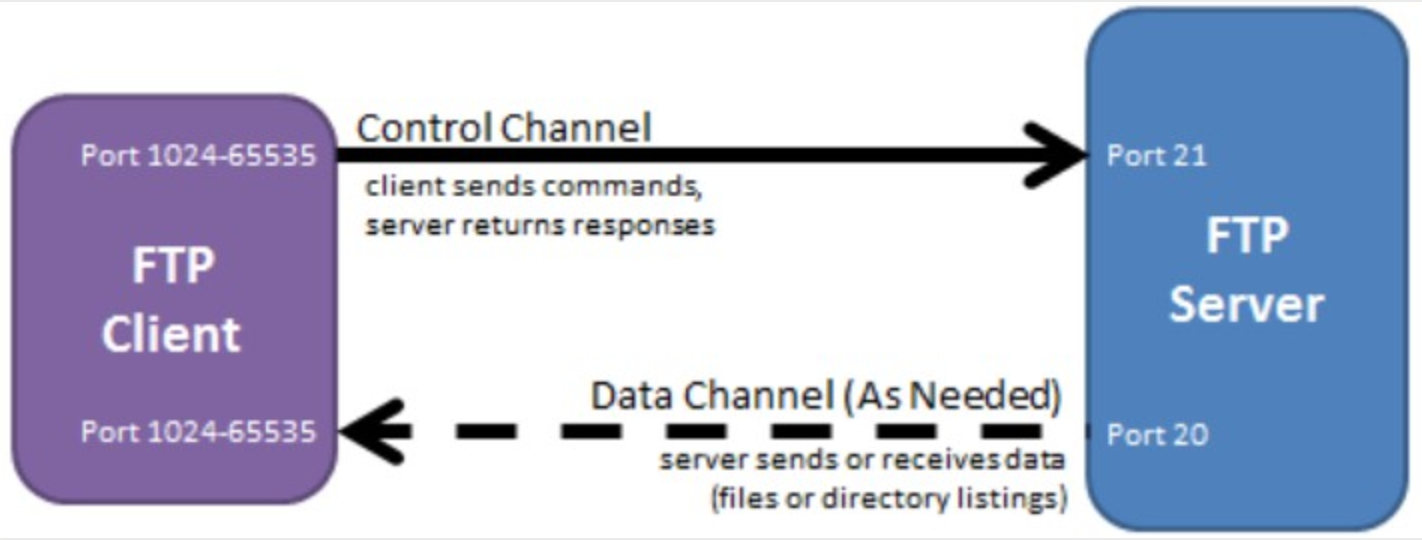 Control Channel
Port 1024-65535
Port 21
client sends commands,
server returns responses
FTP
Client
FTP
Server
Data Channel (As Needed)
Port 1024-65535
Port 20
server sends or receives data
(files or directory listings)